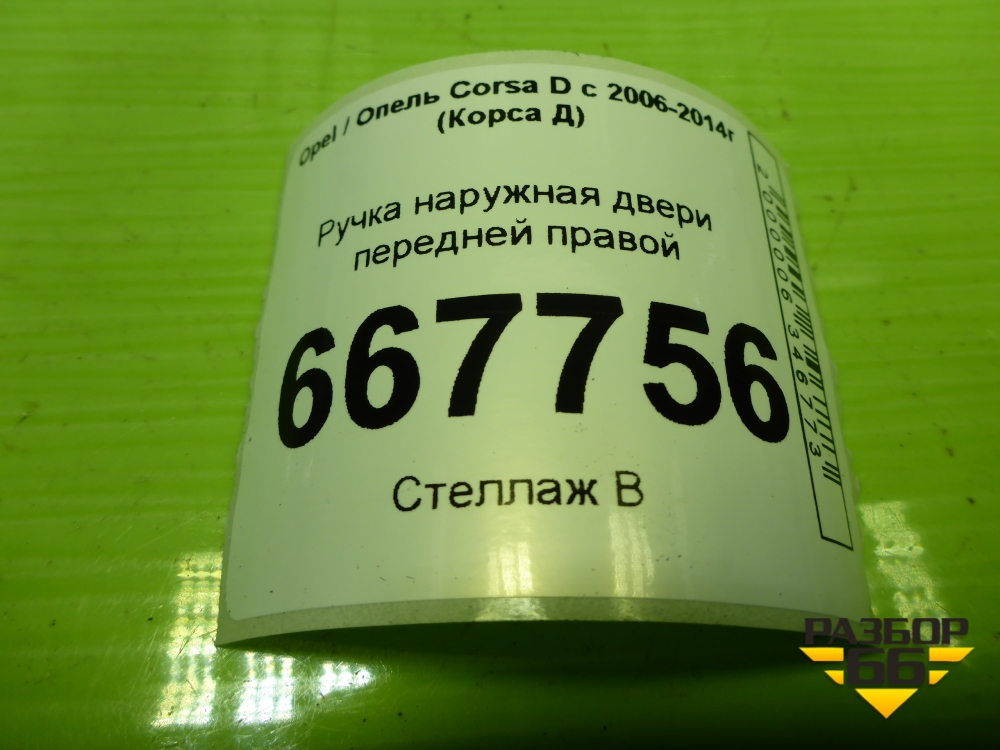 Opel / Опель Corsa D с 2006-2014г
(Корса Д)
Ручка наружная двери
передней правой
667756
Стеллаж В
2000006346773
РАЗБОР
66